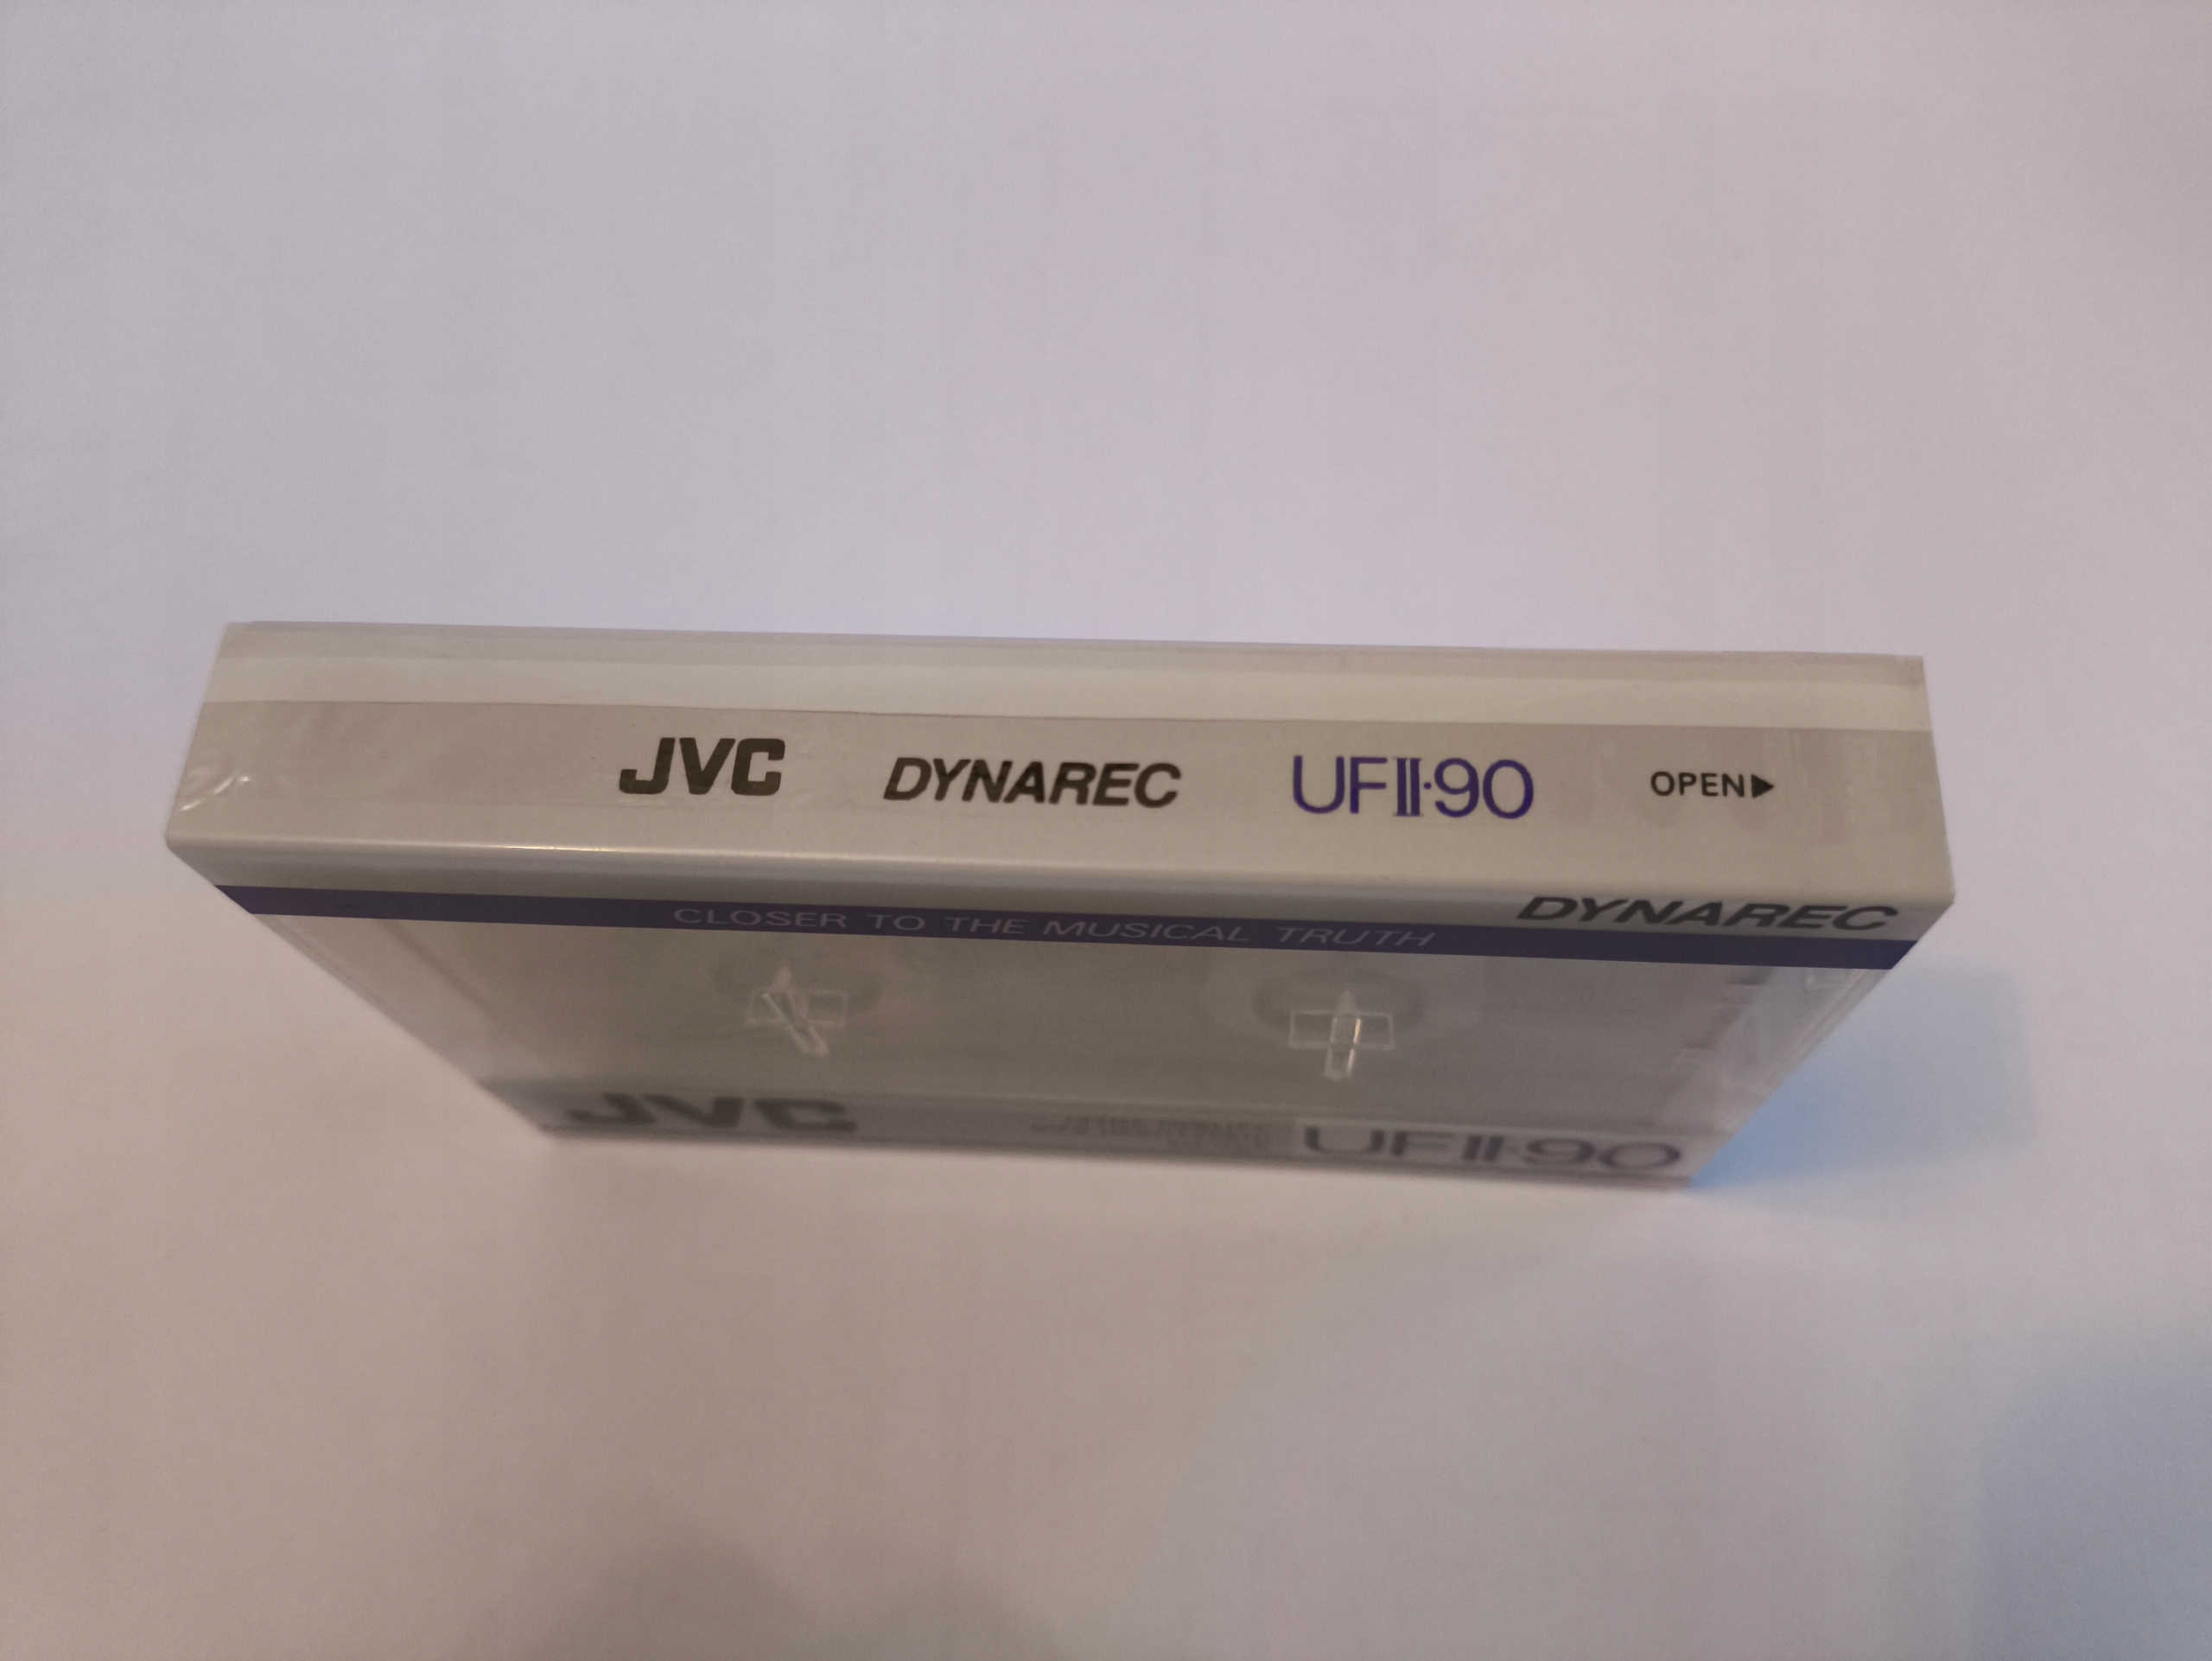 JVC DYNAREC UFII·90 OPEN▶
DYNAREC
CLOSER TO THE MUSICAL TRUTH
JVC UFII·90